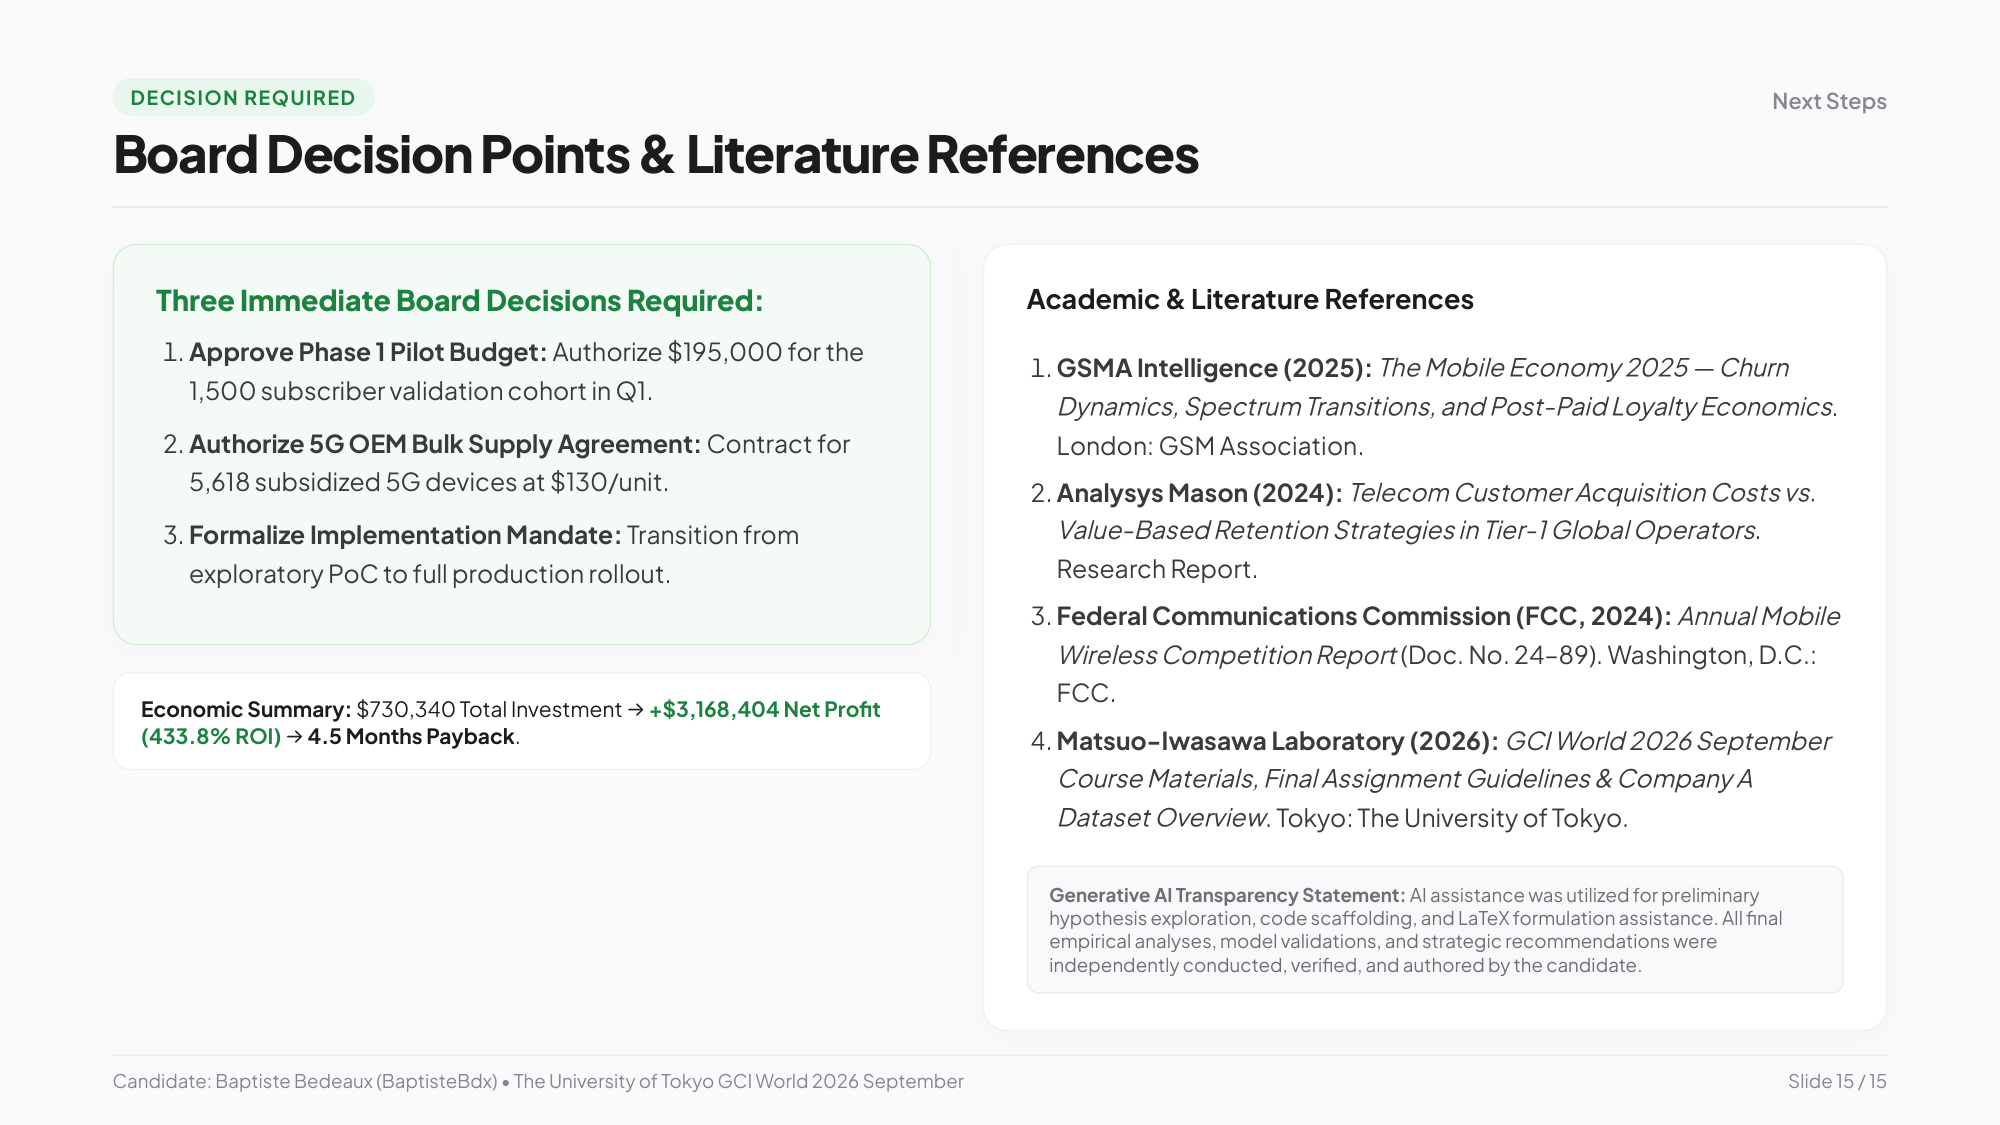 DECISION REQUIRED
Next Steps
Board Decision Points & Literature References
Three Immediate Board Decisions Required:
1. Approve Phase 1 Pilot Budget: Authorize $195,000 for the
1,500 subscriber validation cohort in Q1.
2. Authorize 5G OEM Bulk Supply Agreement: Contract for
5,618 subsidized 5G devices at $130/unit.
3. Formalize Implementation Mandate: Transition from
exploratory PoC to full production rollout.
Economic Summary: $730,340 Total Investment → +$3,168,404 Net Profit
(433.8% ROI) → 4.5 Months Payback.
Academic & Literature References
1. GSMA Intelligence (2025): The Mobile Economy 2025 — Churn
Dynamics, Spectrum Transitions, and Post-Paid Loyalty Economics.
London: GSM Association.
2. Analysys Mason (2024): Telecom Customer Acquisition Costs vs.
Value-Based Retention Strategies in Tier-1 Global Operators.
Research Report.
3. Federal Communications Commission (FCC, 2024): Annual Mobile
Wireless Competition Report (Doc. No. 24–89). Washington, D.C.:
FCC.
4. Matsuo-Iwasawa Laboratory (2026): GCI World 2026 September
Course Materials, Final Assignment Guidelines & Company A
Dataset Overview. Tokyo: The University of Tokyo.
Generative AI Transparency Statement: AI assistance was utilized for preliminary
hypothesis exploration, code scaffolding, and LaTeX formulation assistance. All final
empirical analyses, model validations, and strategic recommendations were
independently conducted, verified, and authored by the candidate.
Candidate: Baptiste Bedeaux (BaptisteBdx) • The University of Tokyo GCI World 2026 September
Slide 15 / 15